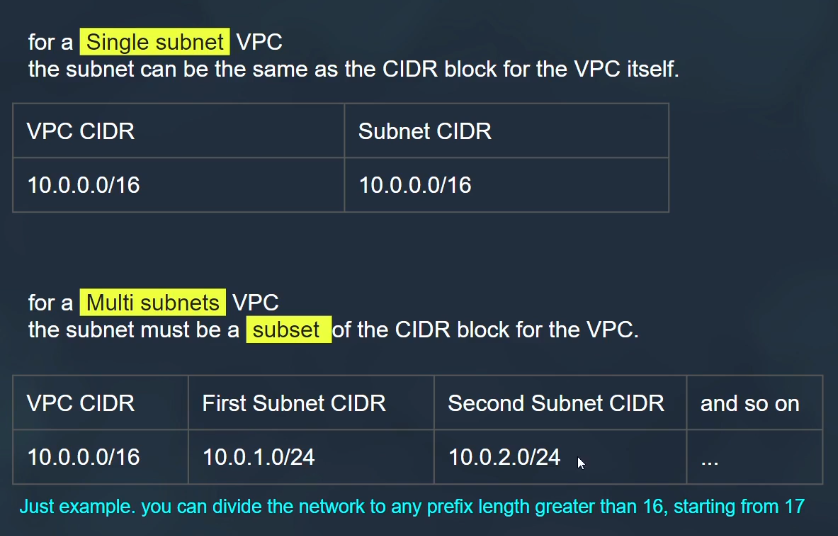 for a Single subnet VPC
the subnet can be the same as the CIDR block for the VPC itself.
VPC CIDR Subnet CIDR
10.0.0.0/16 10.0.0.0/16
for a Multi subnets VPC
the subnet must be a subset of the CIDR block for the VPC.
VPC CIDR First Subnet CIDR Second Subnet CIDR and so on
10.0.0.0/16 10.0.1.0/24 10.0.2.0/24 ...
Just example. you can divide the network to any prefix length greater than 16, starting from 17